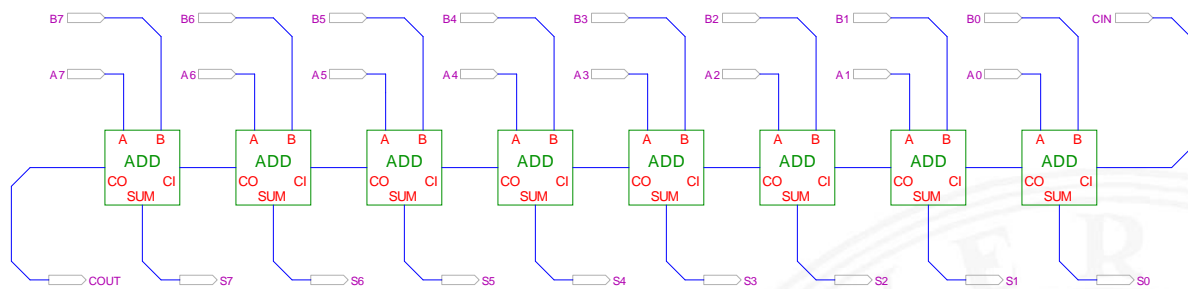 B7 B6 B5 B4 B3 B2 B1 B0 CIN
A7 A6 A5 A4 A3 A2 A1 A0
A B A B A B A B A B A B A B A B
ADD ADD ADD ADD ADD ADD ADD ADD
CO CI CO CI CO CI CO CI CO CI CO CI CO CI CO CI
SUM SUM SUM SUM SUM SUM SUM SUM
COUT S7 S6 S5 S4 S3 S2 S1 S0
E R